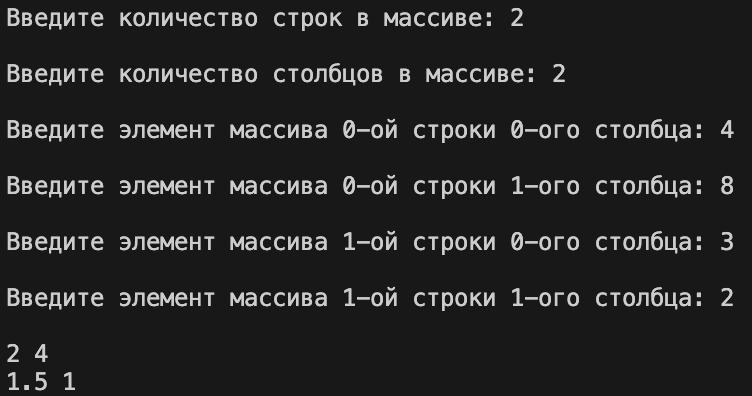 Введите количество строк в массиве: 2
Введите количество столбцов в массиве: 2
Введите элемент массива 0-ой строки 0-ого столбца: 4
Введите элемент массива 0-ой строки 1-ого столбца: 8
Введите элемент массива 1-ой строки 0-ого столбца: 3
Введите элемент массива 1-ой строки 1-ого столбца: 2
2 4
1.5 1